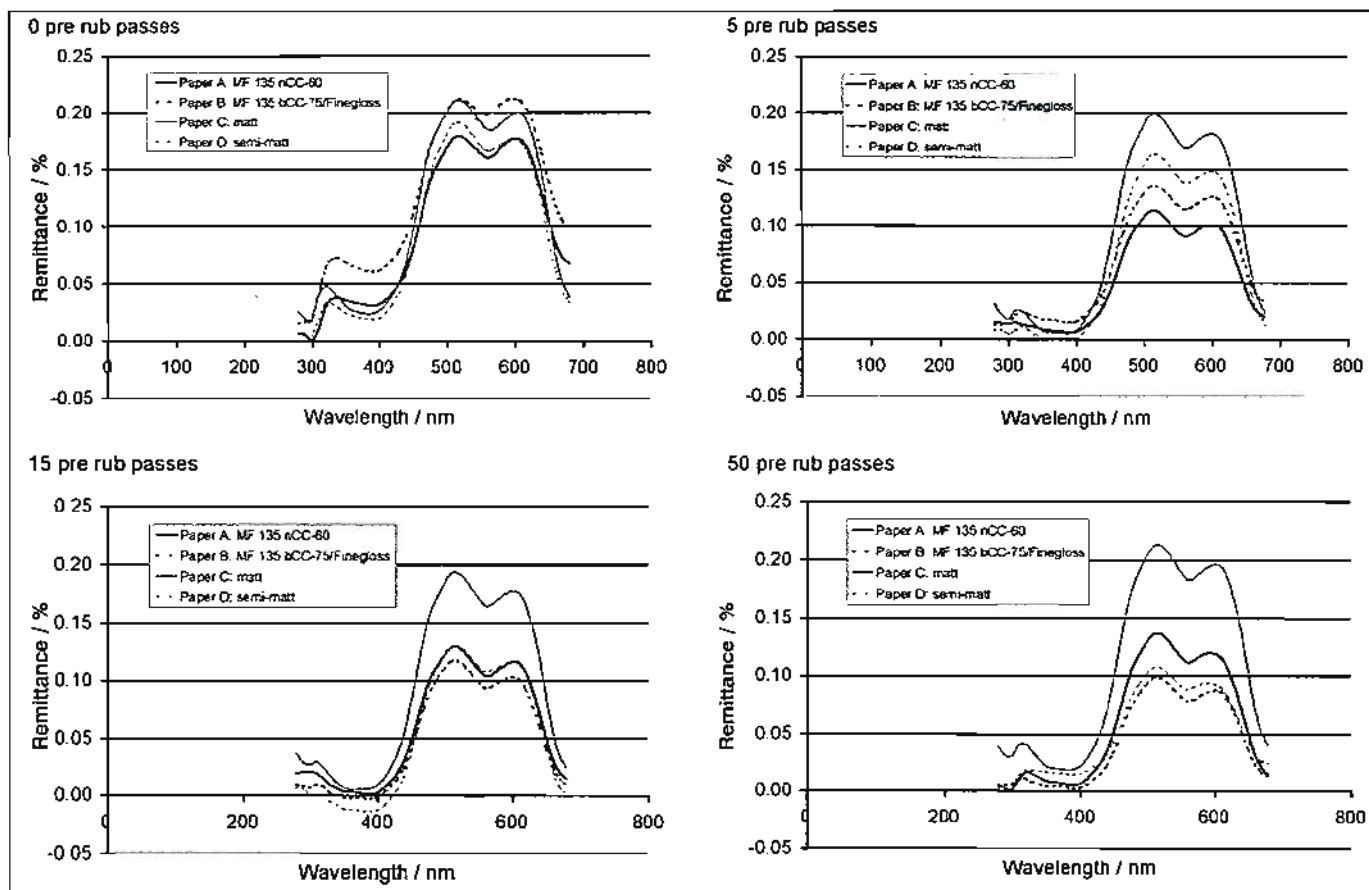 0 pre rub passes
0.25
0.20
0.15
0.10
0.05
0.00
-0.05
Remittance / %
Paper A: MF 135 nCC-60
Paper B: MF 135 bCC-75/Finegloss
Paper C: matt
Paper D: semi-matt
0 100 200 300 400 500 600 700 800
Wavelength / nm
5 pre rub passes
0.25
0.20
0.15
0.10
0.05
0.00
-0.05
Remittance / %
Paper A: MF 135 nCC-60
Paper B: MF 135 bCC-75/Finegloss
Paper C: matt
Paper D: semi-matt
0 100 200 300 400 500 600 700 800
Wavelength / nm
15 pre rub passes
0.25
0.20
0.15
0.10
0.05
0.00
-0.05
Remittance / %
Paper A: MF 135 nCC-60
Paper B: MF 135 bCC-75/Finegloss
Paper C: matt
Paper D: semi-matt
0 200 400 600 800
Wavelength / nm
50 pre rub passes
0.25
0.20
0.15
0.10
0.05
0.00
-0.05
Remittance / %
Paper A: MF 135 nCC-60
Paper B: MF 135 bCC-75/Finegloss
Paper C: matt
Paper D: semi-matt
0 200 400 600 800
Wavelength / nm